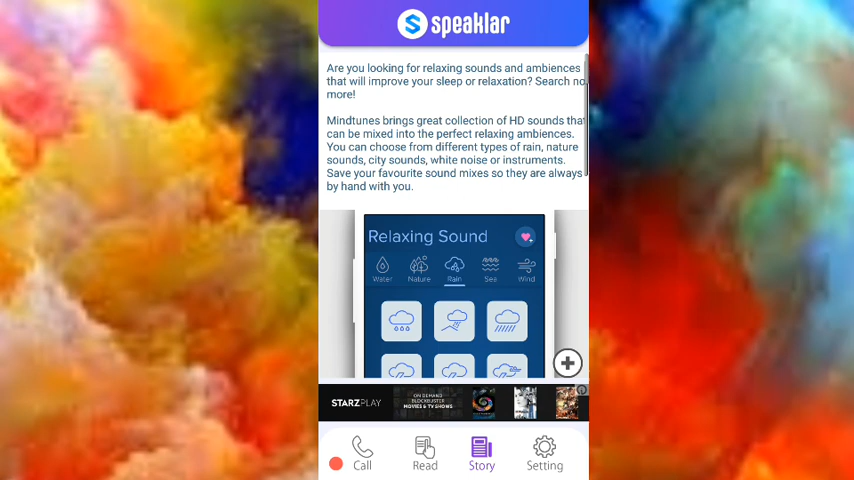 speaklar
Are you looking for relaxing sounds and ambiences
that will improve your sleep or relaxation? Search no
more!
Mindtunes brings great collection of HD sounds that
can be mixed into the perfect relaxing ambiences.
You can choose from different types of rain, nature
sounds, city sounds, white noise or instruments.
Save your favourite sound mixes so they are always
by hand with you.
Relaxing Sound
Water Nature Rain Sea Wind
STARZPLAY
ON DEMAND
BLOCKBUSTER
MOVIES & TV SHOWS
Call Read Story Setting